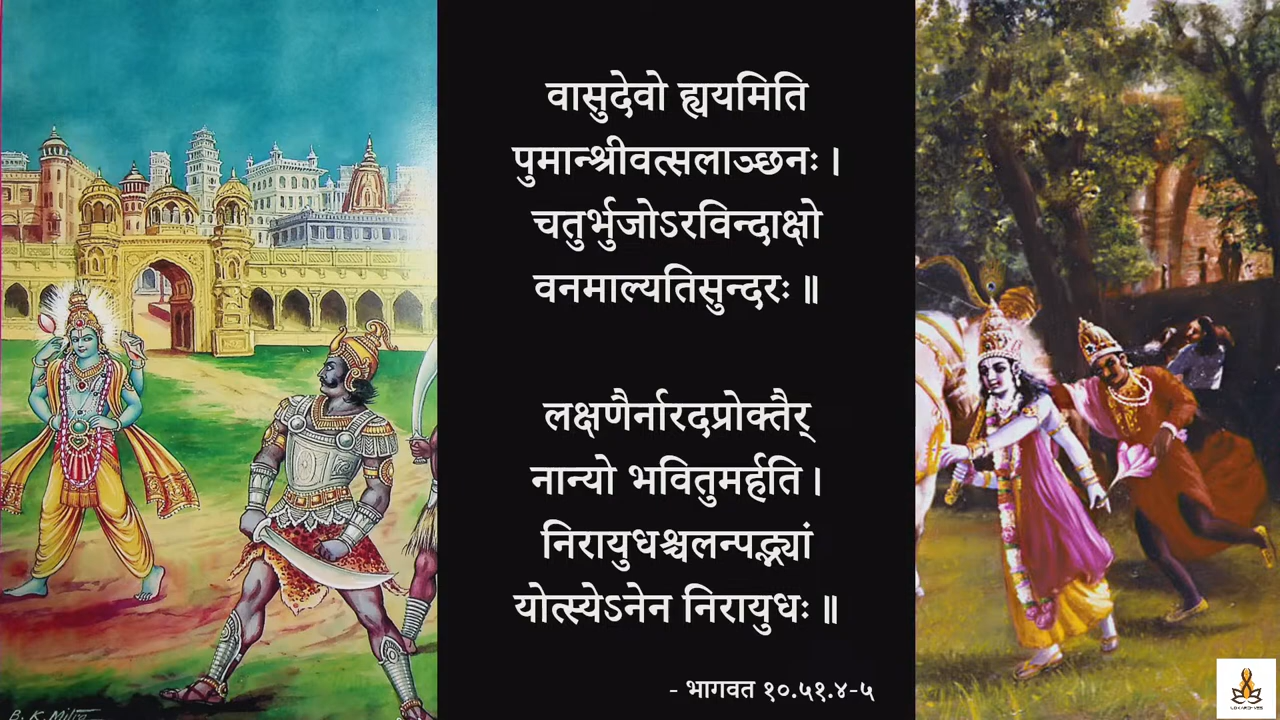 वासुदेवो ह्ययमिति
पुमान्श्रीवत्सलाञ्छनः ।
चतुर्भुजोऽरविन्दाक्षो
वनमाल्यतिसुन्दरः ॥
लक्षणैर्नारदप्रोक्तैर्
नान्यो भवितुमर्हति ।
निरायुधश्चलन्पद्भ्यां
योत्स्येऽनेन निरायुधः ॥
- भागवत १०.५१.४-५
B. K. Mitra